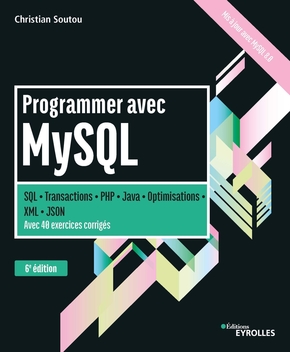 Christian Soutou
Mis à jour avec MySQL 8.0
Programmer avec
MySQL
SQL • Transactions • PHP • Java • Optimisations •
XML • JSON
Avec 40 exercices corrigés
6e édition
Éditions
EYROLLES